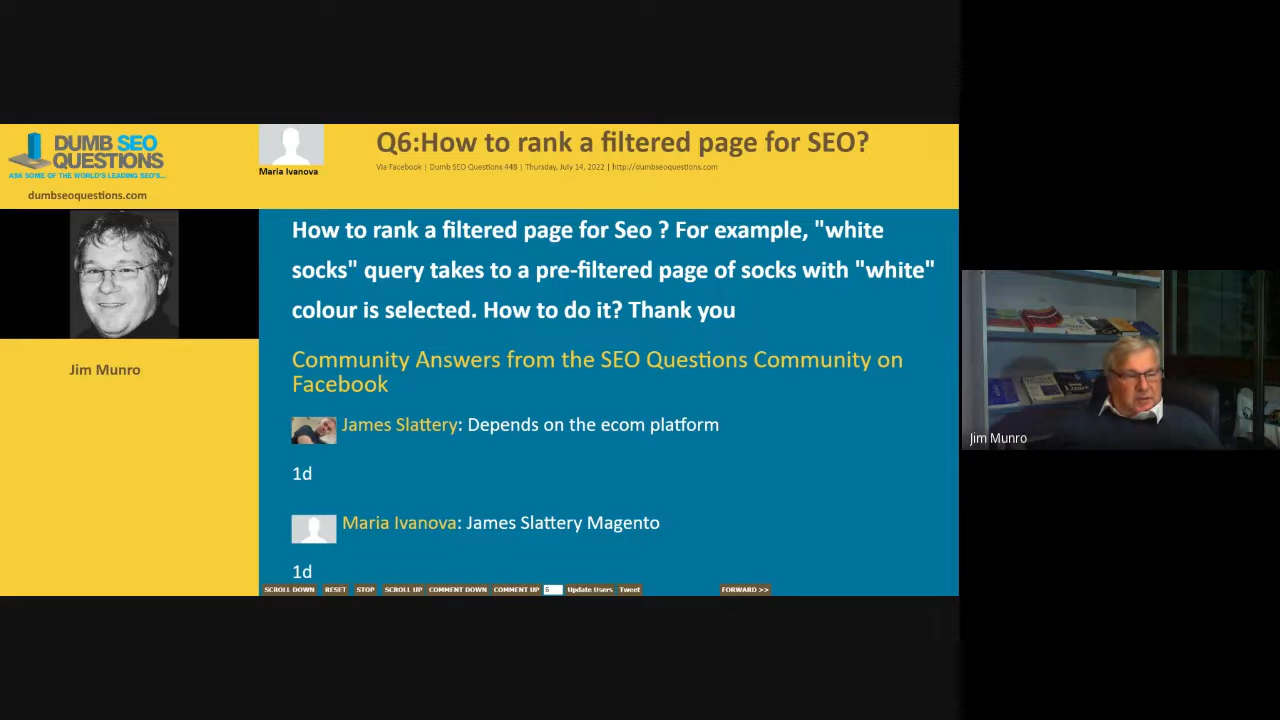 DUMB SEO
QUESTIONS
ASK SOME OF THE WORLD'S LEADING SEO'S...
dumbseoquestions.com
Maria Ivanova
Q6:How to rank a filtered page for SEO?
Via Facebook | Dumb SEO Questions 448 | Thursday, July 14, 2022 | http://dumbseoquestions.com
Jim Munro
How to rank a filtered page for Seo ? For example, "white
socks" query takes to a pre-filtered page of socks with "white"
colour is selected. How to do it? Thank you
Community Answers from the SEO Questions Community on
Facebook
James Slattery: Depends on the ecom platform
1d
Maria Ivanova: James Slattery Magento
1d
SCROLL DOWN RESET STOP SCROLL UP COMMENT DOWN COMMENT UP 6 Update Users Tweet FORWARD >>
Jim Munro